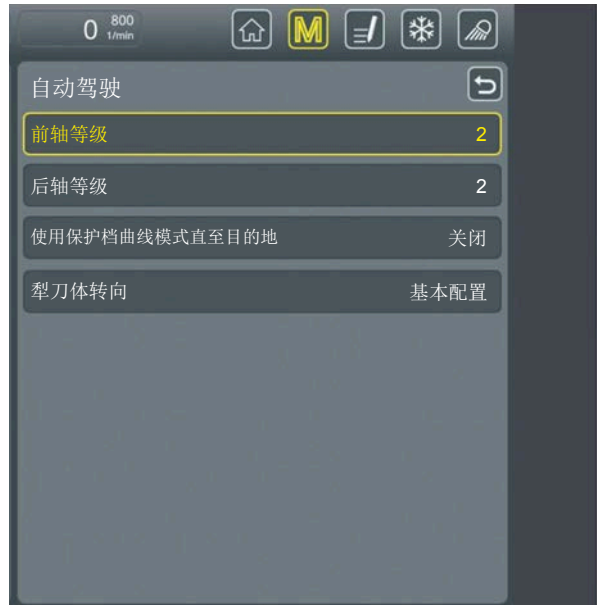 0 800 1/min
M
自动驾驶
前轴等级 2
后轴等级 2
使用保护档曲线模式直至目的地 关闭
犁刀体转向 基本配置